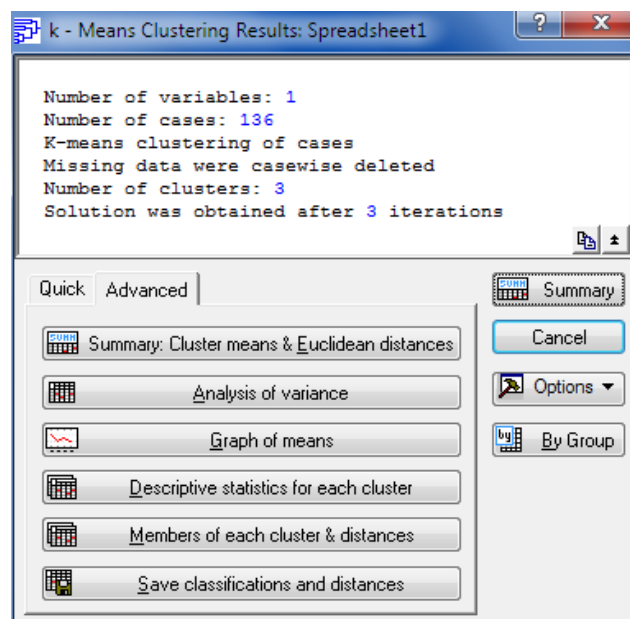 k - Means Clustering Results: Spreadsheet1
?
X
Number of variables: 1
Number of cases: 136
K-means clustering of cases
Missing data were casewise deleted
Number of clusters: 3
Solution was obtained after 3 iterations
Quick
Advanced
SUMM Summary
SUMM Summary: Cluster means & Euclidean distances
Cancel
Analysis of variance
Options
Graph of means
by By Group
Descriptive statistics for each cluster
Members of each cluster & distances
Save classifications and distances